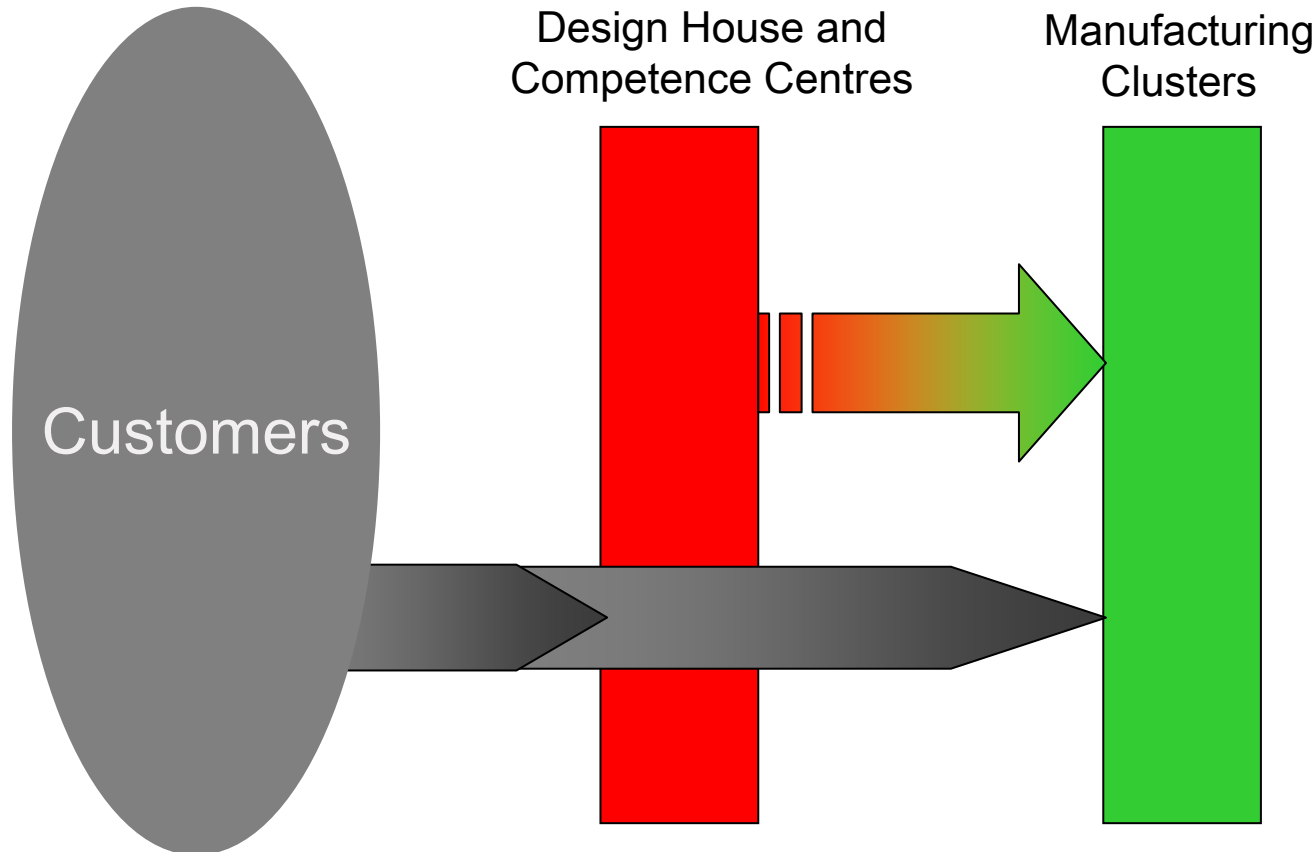 Design House and
Competence Centres
Manufacturing
Clusters
Customers